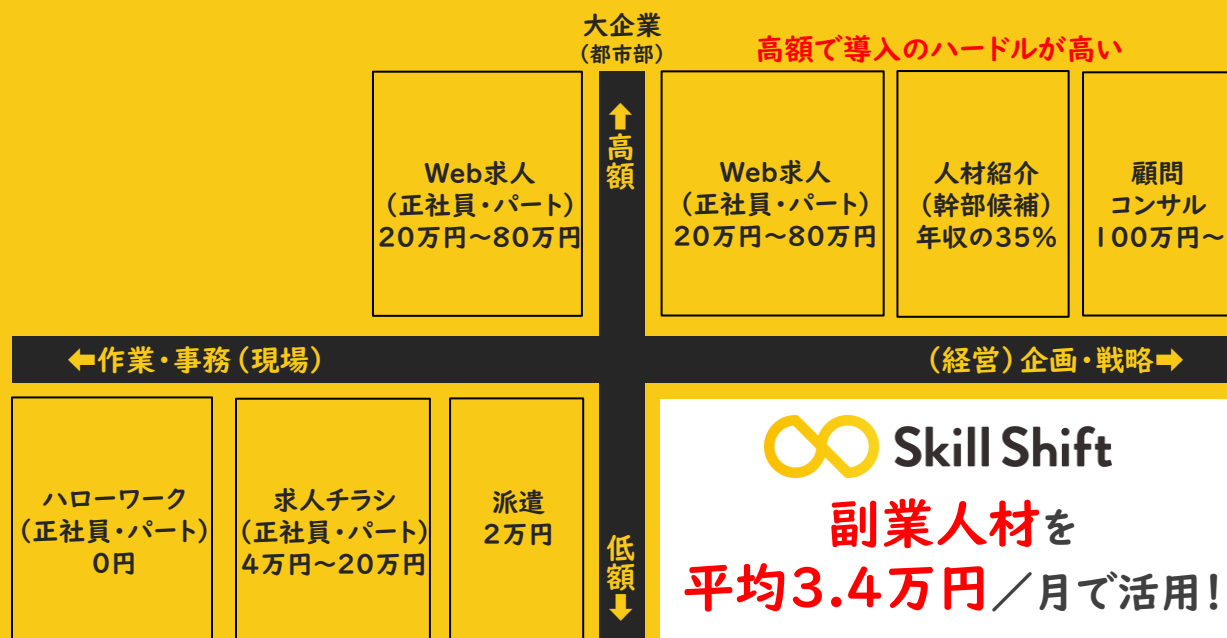 大企業
（都市部）
高額で導入のハードルが高い
⬆高額
Web求人
（正社員・パート）
20万円〜80万円
Web求人
（正社員・パート）
20万円〜80万円
人材紹介
（幹部候補）
年収の35%
顧問
コンサル
100万円〜
⬅作業・事務（現場）
（経営）企画・戦略➡
ハローワーク
（正社員・パート）
0円
求人チラシ
（正社員・パート）
4万円〜20万円
派遣
2万円
低額⬇
Skill Shift
副業人材を
平均3.4万円／月で活用！